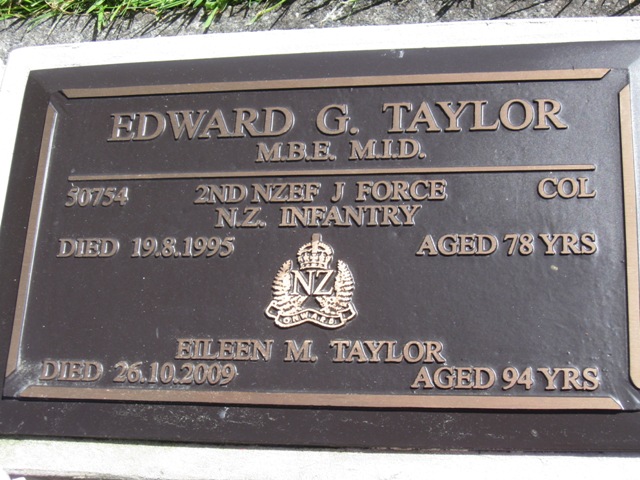 EDWARD G. TAYLOR
M.B.E. M.I.D.
50754 2ND NZEF J FORCE COL
N.Z. INFANTRY
DIED 19.8.1995 AGED 78 YRS
NZ
ONWARD
EILEEN M. TAYLOR
DIED 26.10.2009 AGED 94 YRS